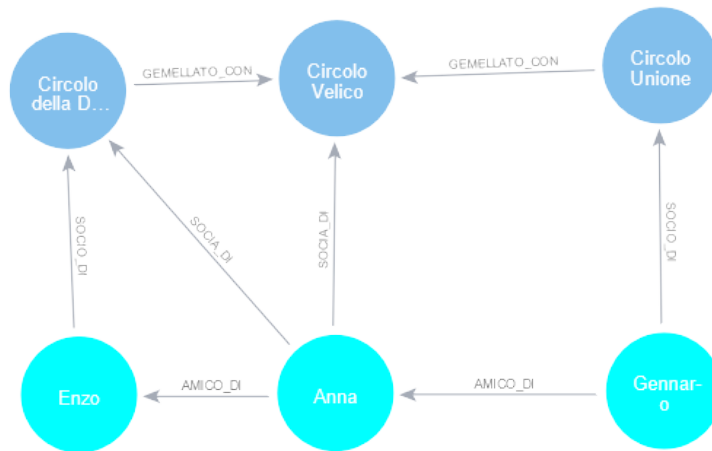 Circolo
della D...
GEMELLATO_CON
Circolo
Velico
GEMELLATO_CON
Circolo
Unione
SOCIO_DI
SOCIA_DI
SOCIA_DI
SOCIO_DI
Enzo
AMICO_DI
Anna
AMICO_DI
Gennar-
o